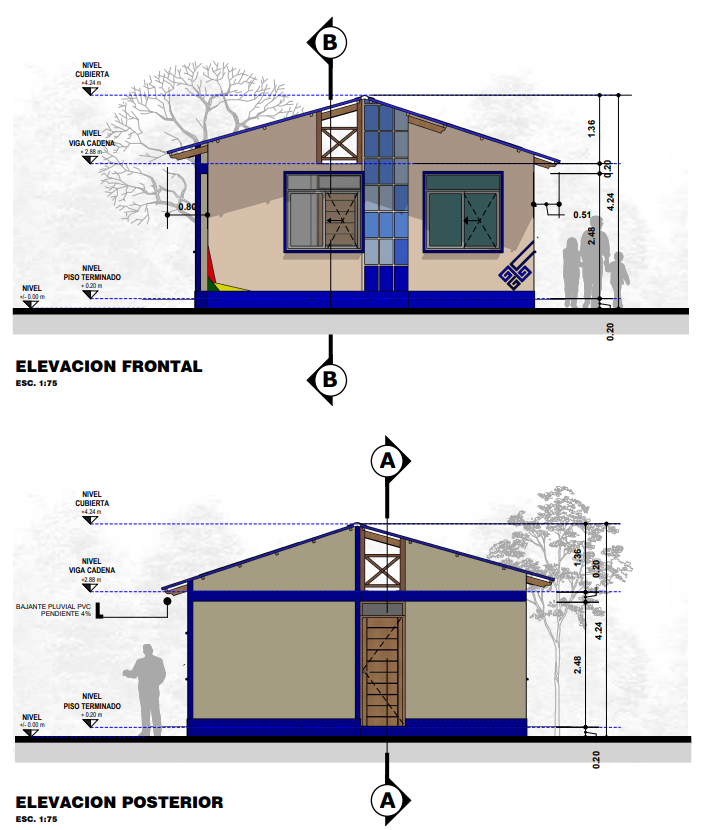 B
NIVEL
CUBIERTA
+4.24 m
NIVEL
VIGA CADENA
+ 2.88 m
1.36
0.20
4.24
0.80
0.51
2.48
NIVEL
PISO TERMINADO
+ 0.20 m
NIVEL
+/- 0.00 m
0.20
ELEVACION FRONTAL
ESC. 1:75
B
A
NIVEL
CUBIERTA
+4.24 m
NIVEL
VIGA CADENA
+2.88 m
1.36
0.20
BAJANTE PLUVIAL PVC
PENDIENTE 4%
4.24
2.48
NIVEL
PISO TERMINADO
+ 0.20 m
NIVEL
+/- 0.00 m
0.20
ELEVACION POSTERIOR
ESC. 1:75
A